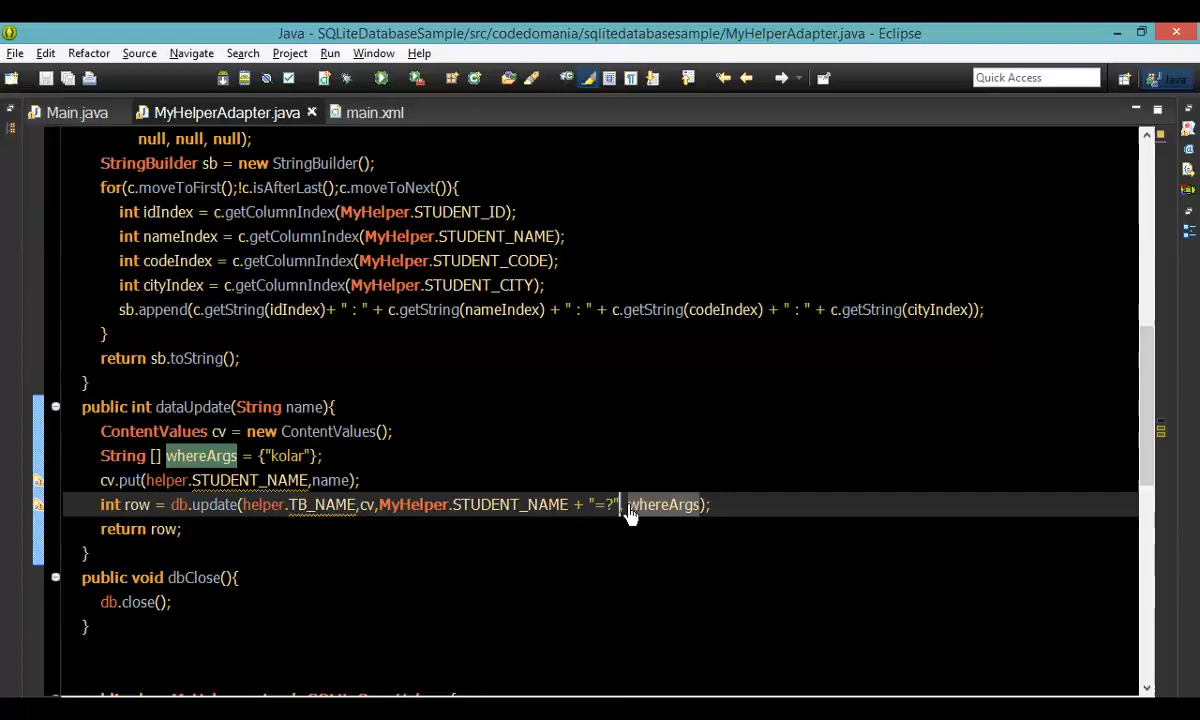 Java - SQLiteDatabaseSample/src/codedomania/sqlitedatabasesample/MyHelperAdapter.java - Eclipse
File Edit Refactor Source Navigate Search Project Run Window Help
Quick Access
Java
Main.java MyHelperAdapter.java main.xml
null, null, null);
StringBuilder sb = new StringBuilder();
for(c.moveToFirst();!c.isAfterLast();c.moveToNext()){
int idIndex = c.getColumnIndex(MyHelper.STUDENT_ID);
int nameIndex = c.getColumnIndex(MyHelper.STUDENT_NAME);
int codeIndex = c.getColumnIndex(MyHelper.STUDENT_CODE);
int cityIndex = c.getColumnIndex(MyHelper.STUDENT_CITY);
sb.append(c.getString(idIndex)+ " : " + c.getString(nameIndex) + " : " + c.getString(codeIndex) + " : " + c.getString(cityIndex));
}
return sb.toString();
}
public int dataUpdate(String name){
ContentValues cv = new ContentValues();
String [] whereArgs = {"kolar"};
cv.put(helper.STUDENT_NAME,name);
int row = db.update(helper.TB_NAME,cv,MyHelper.STUDENT_NAME + "=?", whereArgs);
return row;
}
public void dbClose(){
db.close();
}